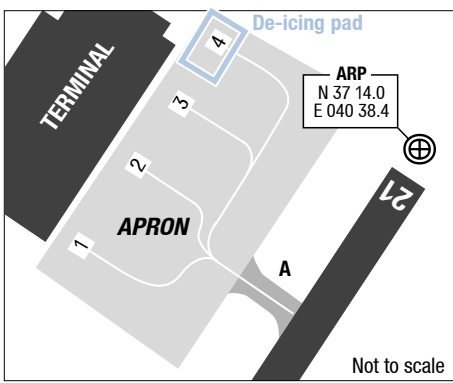 De-icing pad
TERMINAL
4
ARP
N 37 14.0
E 040 38.4
3
2
21
APRON
1
A
Not to scale